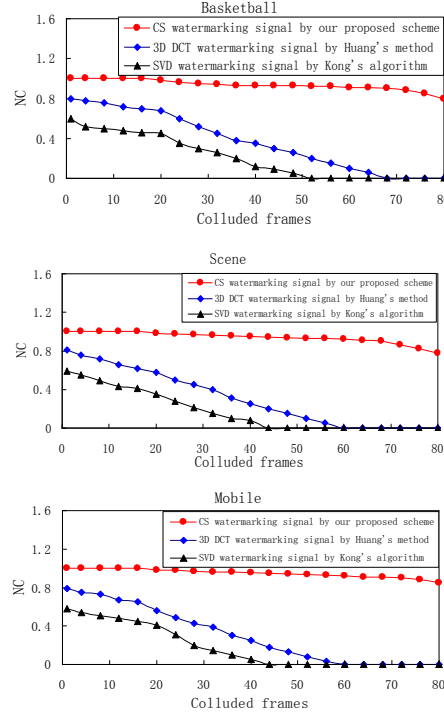 Basketball
1.6
CS watermarking signal by our proposed scheme
3D DCT watermarking signal by Huang's method
SVD watermarking signal by Kong's algorithm
1.2
NC
0.8
0.4
0
0 10 20 30 40 50 60 70 80
Colluded frames
Scene
1.6
CS watermarking signal by our proposed scheme
3D DCT watermarking signal by Huang's method
SVD watermarking signal by Kong's algorithm
1.2
NC
0.8
0.4
0
0 10 20 30 40 50 60 70 80
Colluded frames
Mobile
1.6
CS watermarking signal by our proposed scheme
3D DCT watermarking signal by Huang's method
SVD watermarking signal by Kong's algorithm
1.2
NC
0.8
0.4
0
0 10 20 30 40 50 60 70 80
Colluded frames